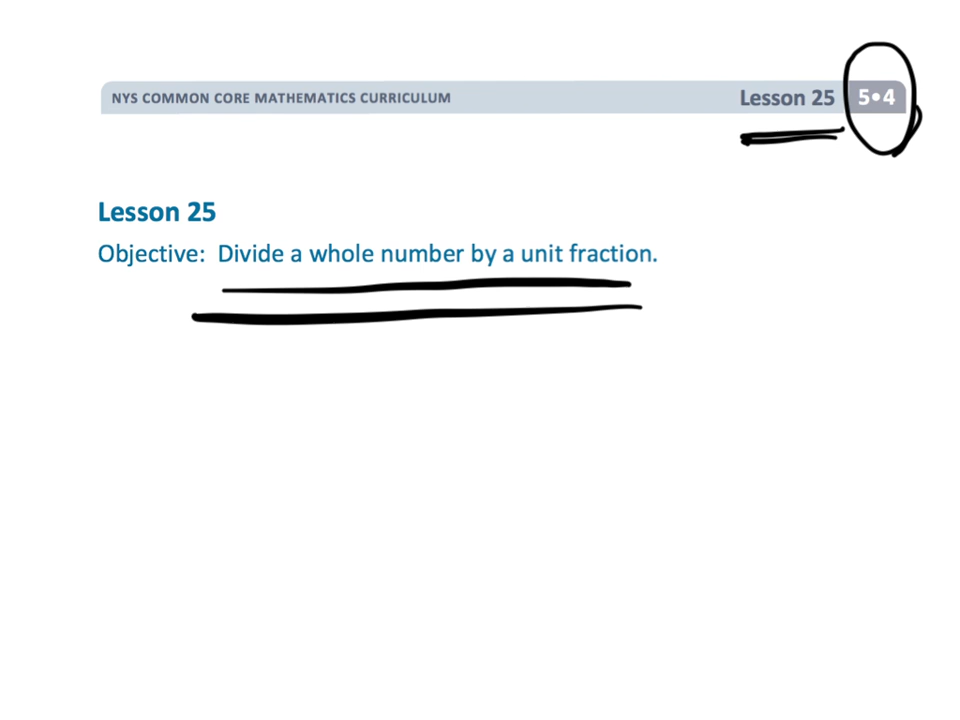 NYS COMMON CORE MATHEMATICS CURRICULUM Lesson 25 5•4
Lesson 25
Objective: Divide a whole number by a unit fraction.